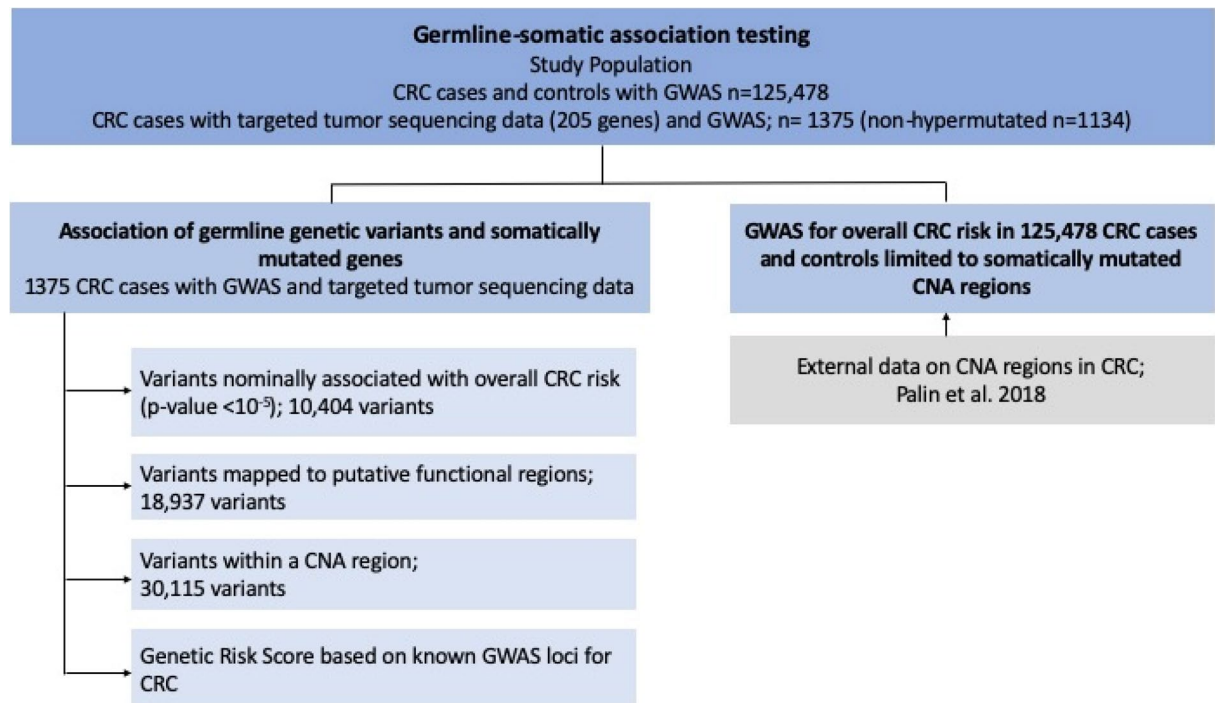 Germline-somatic association testing
Study Population
CRC cases and controls with GWAS n=125,478
CRC cases with targeted tumor sequencing data (205 genes) and GWAS; n= 1375 (non-hypermutated n=1134)
Association of germline genetic variants and somatically
mutated genes
1375 CRC cases with GWAS and targeted tumor sequencing data
Variants nominally associated with overall CRC risk
(p-value <10⁻⁵); 10,404 variants
Variants mapped to putative functional regions;
18,937 variants
Variants within a CNA region;
30,115 variants
Genetic Risk Score based on known GWAS loci for
CRC
GWAS for overall CRC risk in 125,478 CRC cases
and controls limited to somatically mutated
CNA regions
External data on CNA regions in CRC;
Palin et al. 2018